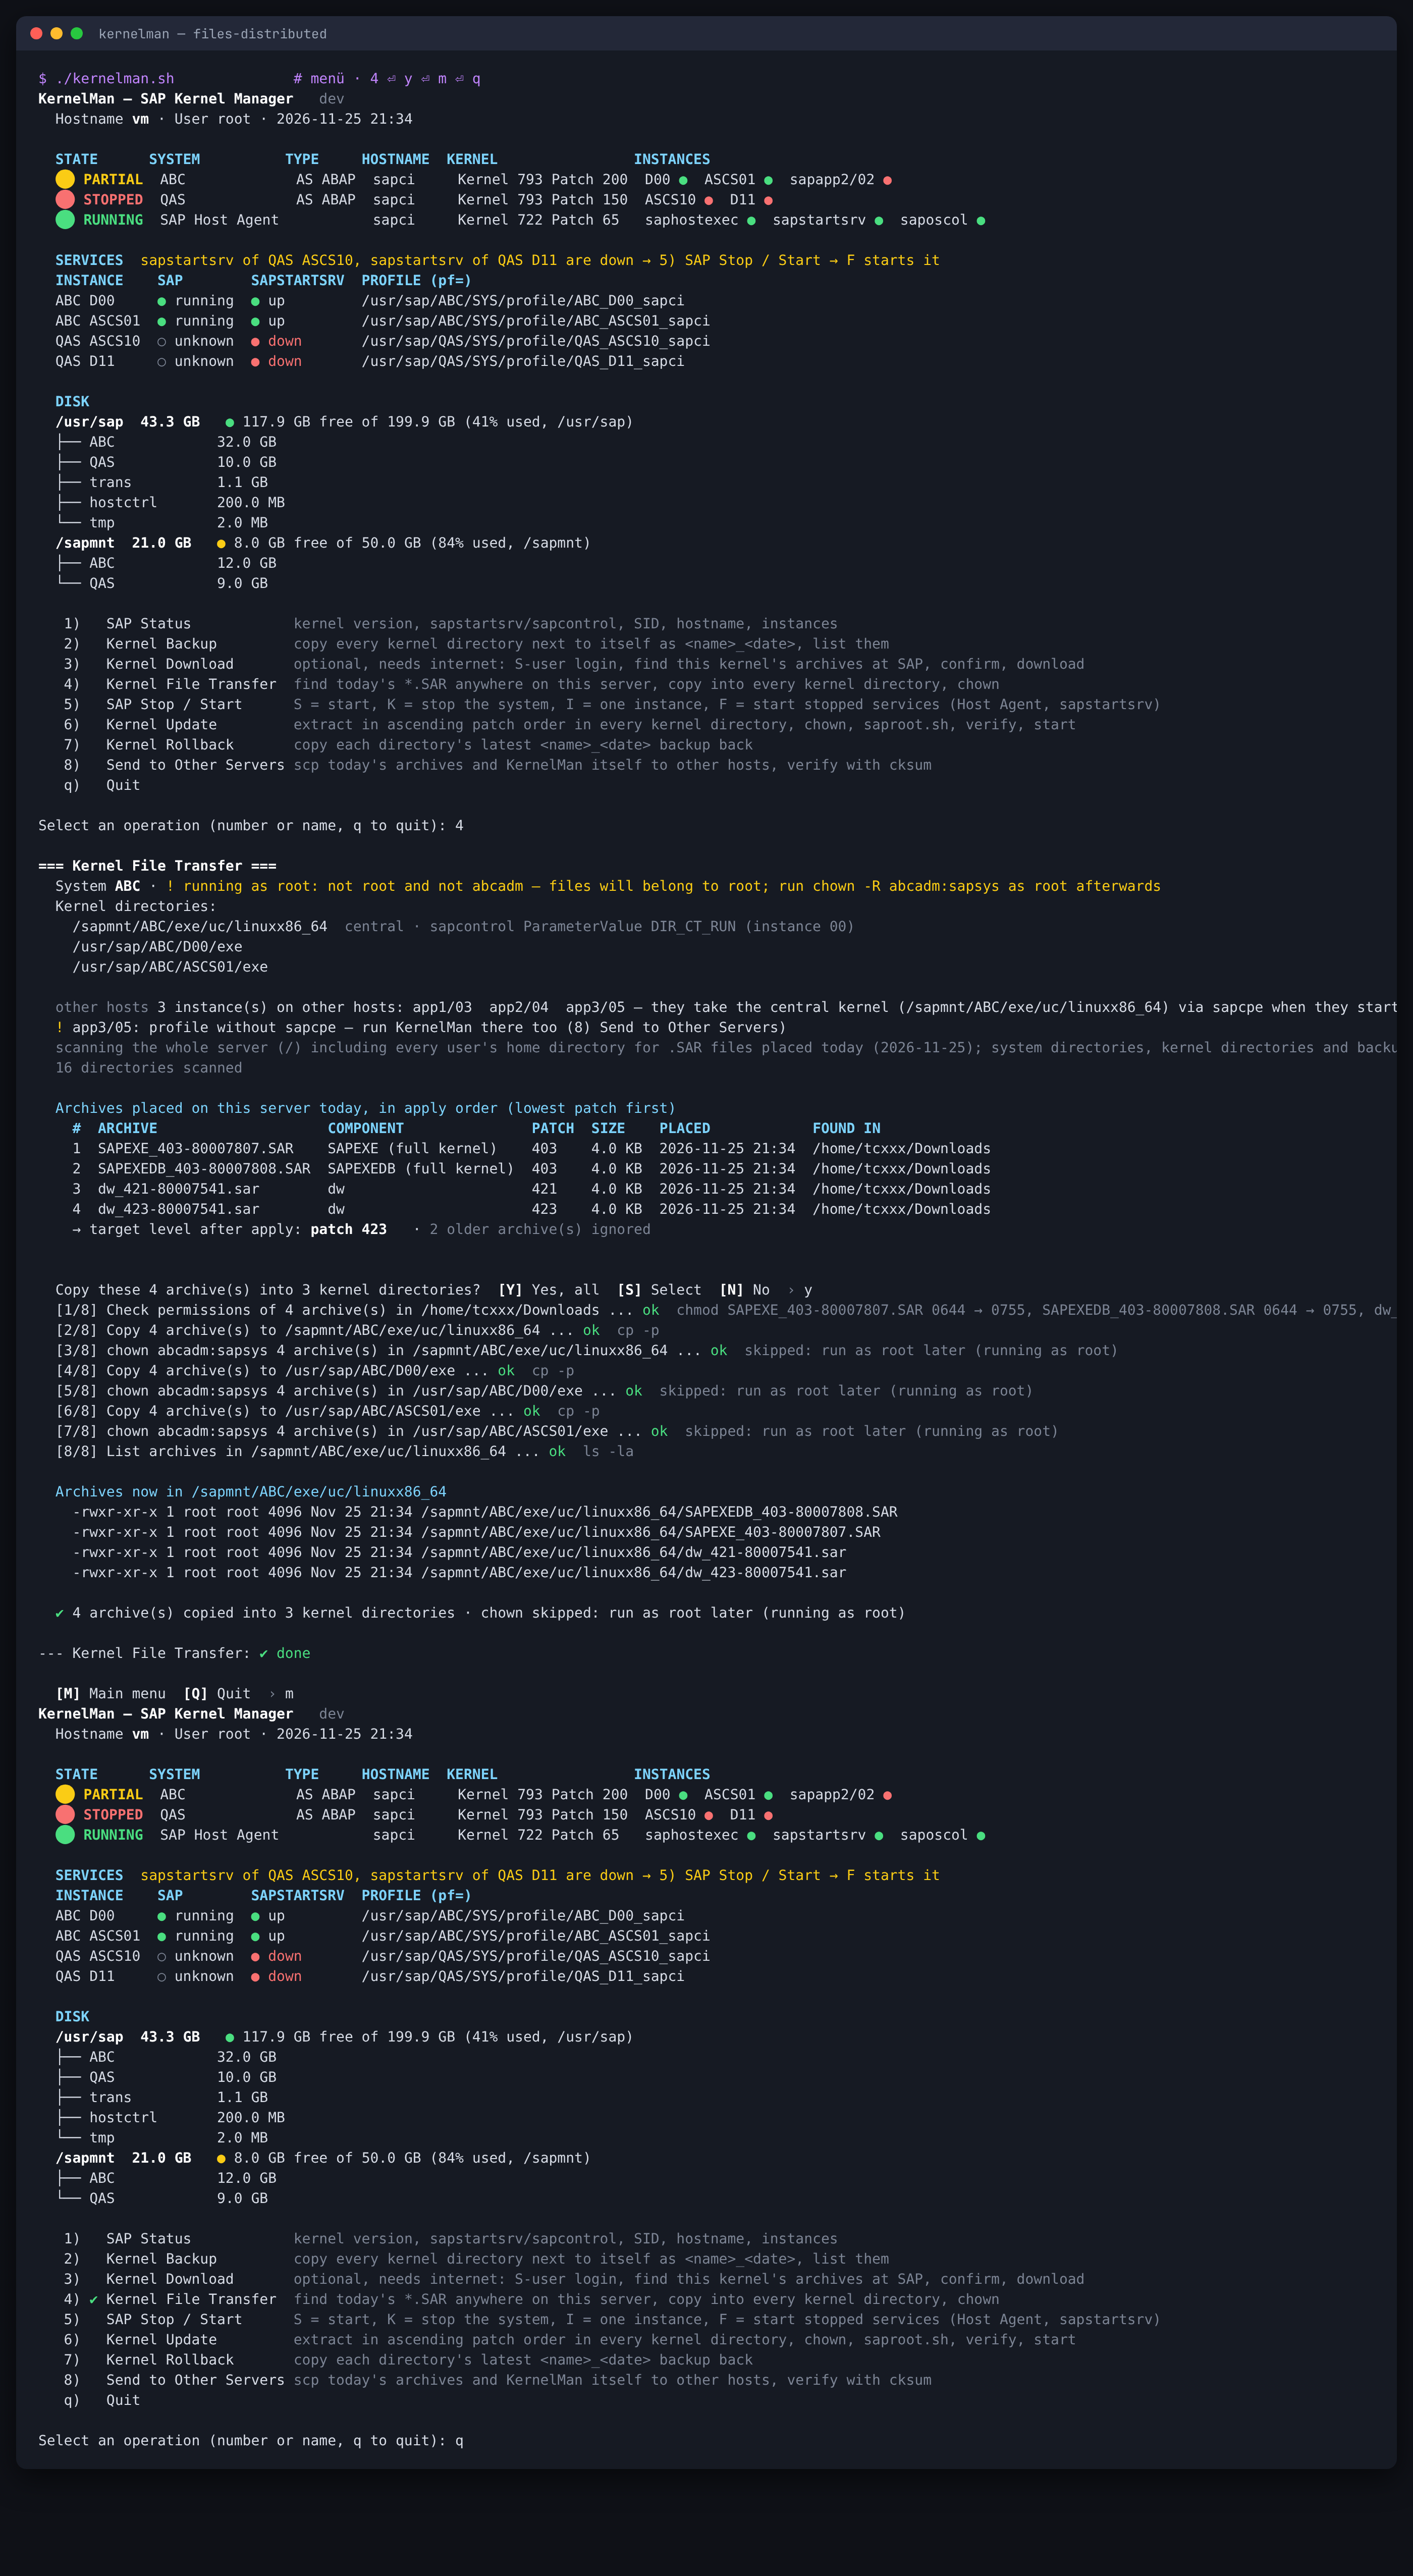 kernelman — files-distributed
$ ./kernelman.sh              # menü · 4 ⏎ y ⏎ m ⏎ q
KernelMan — SAP Kernel Manager   dev
  Hostname vm · User root · 2026-11-25 21:34

  STATE      SYSTEM          TYPE     HOSTNAME  KERNEL                INSTANCES
  ● PARTIAL  ABC             AS ABAP  sapci     Kernel 793 Patch 200  D00 ●  ASCS01 ●  sapapp2/02 ●
  ● STOPPED  QAS             AS ABAP  sapci     Kernel 793 Patch 150  ASCS10 ●  D11 ●
  ● RUNNING  SAP Host Agent           sapci     Kernel 722 Patch 65   saphostexec ●  sapstartsrv ●  saposcol ●

  SERVICES  sapstartsrv of QAS ASCS10, sapstartsrv of QAS D11 are down → 5) SAP Stop / Start → F starts it
  INSTANCE    SAP        SAPSTARTSRV  PROFILE (pf=)
  ABC D00     ● running  ● up         /usr/sap/ABC/SYS/profile/ABC_D00_sapci
  ABC ASCS01  ● running  ● up         /usr/sap/ABC/SYS/profile/ABC_ASCS01_sapci
  QAS ASCS10  ○ unknown  ● down       /usr/sap/QAS/SYS/profile/QAS_ASCS10_sapci
  QAS D11     ○ unknown  ● down       /usr/sap/QAS/SYS/profile/QAS_D11_sapci

  DISK
  /usr/sap  43.3 GB   ● 117.9 GB free of 199.9 GB (41% used, /usr/sap)
  ├── ABC            32.0 GB
  ├── QAS            10.0 GB
  ├── trans          1.1 GB
  ├── hostctrl       200.0 MB
  └── tmp            2.0 MB
  /sapmnt  21.0 GB   ● 8.0 GB free of 50.0 GB (84% used, /sapmnt)
  ├── ABC            12.0 GB
  └── QAS            9.0 GB

   1)   SAP Status            kernel version, sapstartsrv/sapcontrol, SID, hostname, instances
   2)   Kernel Backup         copy every kernel directory next to itself as <name>_<date>, list them
   3)   Kernel Download       optional, needs internet: S-user login, find this kernel's archives at SAP, confirm, download
   4)   Kernel File Transfer  find today's *.SAR anywhere on this server, copy into every kernel directory, chown
   5)   SAP Stop / Start      S = start, K = stop the system, I = one instance, F = start stopped services (Host Agent, sapstartsrv)
   6)   Kernel Update         extract in ascending patch order in every kernel directory, chown, saproot.sh, verify, start
   7)   Kernel Rollback       copy each directory's latest <name>_<date> backup back
   8)   Send to Other Servers scp today's archives and KernelMan itself to other hosts, verify with cksum
   q)   Quit

Select an operation (number or name, q to quit): 4

=== Kernel File Transfer ===
  System ABC · ! running as root: not root and not abcadm — files will belong to root; run chown -R abcadm:sapsys as root afterwards
  Kernel directories:
    /sapmnt/ABC/exe/uc/linuxx86_64  central · sapcontrol ParameterValue DIR_CT_RUN (instance 00)
    /usr/sap/ABC/D00/exe
    /usr/sap/ABC/ASCS01/exe

  other hosts 3 instance(s) on other hosts: app1/03  app2/04  app3/05 — they take the central kernel (/sapmnt/ABC/exe/uc/linuxx86_64) via sapcpe when they start
  ! app3/05: profile without sapcpe — run KernelMan there too (8) Send to Other Servers)
  scanning the whole server (/) including every user's home directory for .SAR files placed today (2026-11-25); system directories, kernel directories and backu
  16 directories scanned

  Archives placed on this server today, in apply order (lowest patch first)
    #  ARCHIVE                    COMPONENT               PATCH  SIZE    PLACED            FOUND IN
    1  SAPEXE_403-80007807.SAR    SAPEXE (full kernel)    403    4.0 KB  2026-11-25 21:34  /home/tcxxx/Downloads
    2  SAPEXEDB_403-80007808.SAR  SAPEXEDB (full kernel)  403    4.0 KB  2026-11-25 21:34  /home/tcxxx/Downloads
    3  dw_421-80007541.sar        dw                      421    4.0 KB  2026-11-25 21:34  /home/tcxxx/Downloads
    4  dw_423-80007541.sar        dw                      423    4.0 KB  2026-11-25 21:34  /home/tcxxx/Downloads
    → target level after apply: patch 423   · 2 older archive(s) ignored

  Copy these 4 archive(s) into 3 kernel directories?  [Y] Yes, all  [S] Select  [N] No  › y
  [1/8] Check permissions of 4 archive(s) in /home/tcxxx/Downloads ... ok  chmod SAPEXE_403-80007807.SAR 0644 → 0755, SAPEXEDB_403-80007808.SAR 0644 → 0755, dw_
  [2/8] Copy 4 archive(s) to /sapmnt/ABC/exe/uc/linuxx86_64 ... ok  cp -p
  [3/8] chown abcadm:sapsys 4 archive(s) in /sapmnt/ABC/exe/uc/linuxx86_64 ... ok  skipped: run as root later (running as root)
  [4/8] Copy 4 archive(s) to /usr/sap/ABC/D00/exe ... ok  cp -p
  [5/8] chown abcadm:sapsys 4 archive(s) in /usr/sap/ABC/D00/exe ... ok  skipped: run as root later (running as root)
  [6/8] Copy 4 archive(s) to /usr/sap/ABC/ASCS01/exe ... ok  cp -p
  [7/8] chown abcadm:sapsys 4 archive(s) in /usr/sap/ABC/ASCS01/exe ... ok  skipped: run as root later (running as root)
  [8/8] List archives in /sapmnt/ABC/exe/uc/linuxx86_64 ... ok  ls -la

  Archives now in /sapmnt/ABC/exe/uc/linuxx86_64
    -rwxr-xr-x 1 root root 4096 Nov 25 21:34 /sapmnt/ABC/exe/uc/linuxx86_64/SAPEXEDB_403-80007808.SAR
    -rwxr-xr-x 1 root root 4096 Nov 25 21:34 /sapmnt/ABC/exe/uc/linuxx86_64/SAPEXE_403-80007807.SAR
    -rwxr-xr-x 1 root root 4096 Nov 25 21:34 /sapmnt/ABC/exe/uc/linuxx86_64/dw_421-80007541.sar
    -rwxr-xr-x 1 root root 4096 Nov 25 21:34 /sapmnt/ABC/exe/uc/linuxx86_64/dw_423-80007541.sar

  ✔ 4 archive(s) copied into 3 kernel directories · chown skipped: run as root later (running as root)

--- Kernel File Transfer: ✔ done

  [M] Main menu  [Q] Quit  › m
KernelMan — SAP Kernel Manager   dev
  Hostname vm · User root · 2026-11-25 21:34

  STATE      SYSTEM          TYPE     HOSTNAME  KERNEL                INSTANCES
  ● PARTIAL  ABC             AS ABAP  sapci     Kernel 793 Patch 200  D00 ●  ASCS01 ●  sapapp2/02 ●
  ● STOPPED  QAS             AS ABAP  sapci     Kernel 793 Patch 150  ASCS10 ●  D11 ●
  ● RUNNING  SAP Host Agent           sapci     Kernel 722 Patch 65   saphostexec ●  sapstartsrv ●  saposcol ●

  SERVICES  sapstartsrv of QAS ASCS10, sapstartsrv of QAS D11 are down → 5) SAP Stop / Start → F starts it
  INSTANCE    SAP        SAPSTARTSRV  PROFILE (pf=)
  ABC D00     ● running  ● up         /usr/sap/ABC/SYS/profile/ABC_D00_sapci
  ABC ASCS01  ● running  ● up         /usr/sap/ABC/SYS/profile/ABC_ASCS01_sapci
  QAS ASCS10  ○ unknown  ● down       /usr/sap/QAS/SYS/profile/QAS_ASCS10_sapci
  QAS D11     ○ unknown  ● down       /usr/sap/QAS/SYS/profile/QAS_D11_sapci

  DISK
  /usr/sap  43.3 GB   ● 117.9 GB free of 199.9 GB (41% used, /usr/sap)
  ├── ABC            32.0 GB
  ├── QAS            10.0 GB
  ├── trans          1.1 GB
  ├── hostctrl       200.0 MB
  └── tmp            2.0 MB
  /sapmnt  21.0 GB   ● 8.0 GB free of 50.0 GB (84% used, /sapmnt)
  ├── ABC            12.0 GB
  └── QAS            9.0 GB

   1)   SAP Status            kernel version, sapstartsrv/sapcontrol, SID, hostname, instances
   2)   Kernel Backup         copy every kernel directory next to itself as <name>_<date>, list them
   3)   Kernel Download       optional, needs internet: S-user login, find this kernel's archives at SAP, confirm, download
   4) ✔ Kernel File Transfer  find today's *.SAR anywhere on this server, copy into every kernel directory, chown
   5)   SAP Stop / Start      S = start, K = stop the system, I = one instance, F = start stopped services (Host Agent, sapstartsrv)
   6)   Kernel Update         extract in ascending patch order in every kernel directory, chown, saproot.sh, verify, start
   7)   Kernel Rollback       copy each directory's latest <name>_<date> backup back
   8)   Send to Other Servers scp today's archives and KernelMan itself to other hosts, verify with cksum
   q)   Quit

Select an operation (number or name, q to quit): q